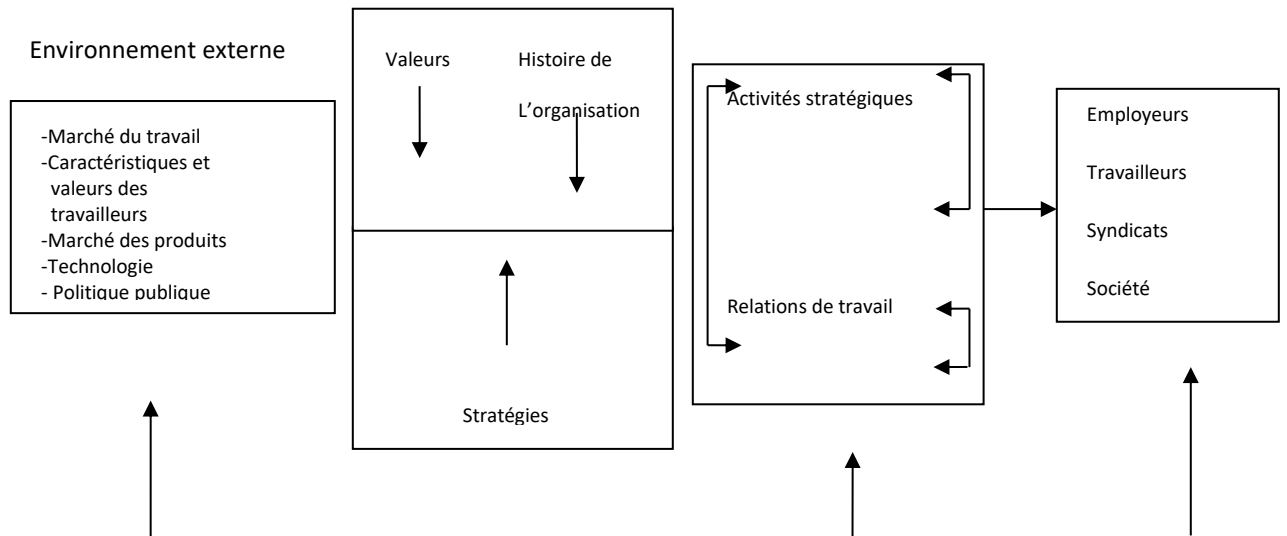 Environnement externe
-Marché du travail
-Caractéristiques et
valeurs des
travailleurs
-Marché des produits
-Technologie
- Politique publique
Valeurs
Histoire de
L'organisation
Stratégies
Activités stratégiques
Relations de travail
Employeurs
Travailleurs
Syndicats
Société